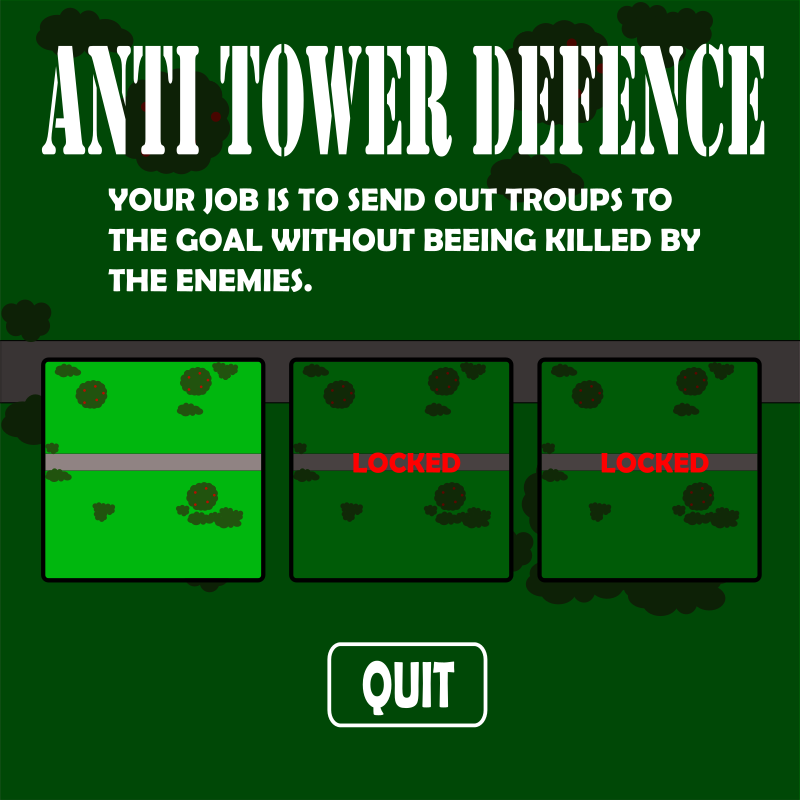 ANTI TOWER DEFENCE
YOUR JOB IS TO SEND OUT TROUPS TO
THE GOAL WITHOUT BEEING KILLED BY
THE ENEMIES.
LOCKED
LOCKED
QUIT